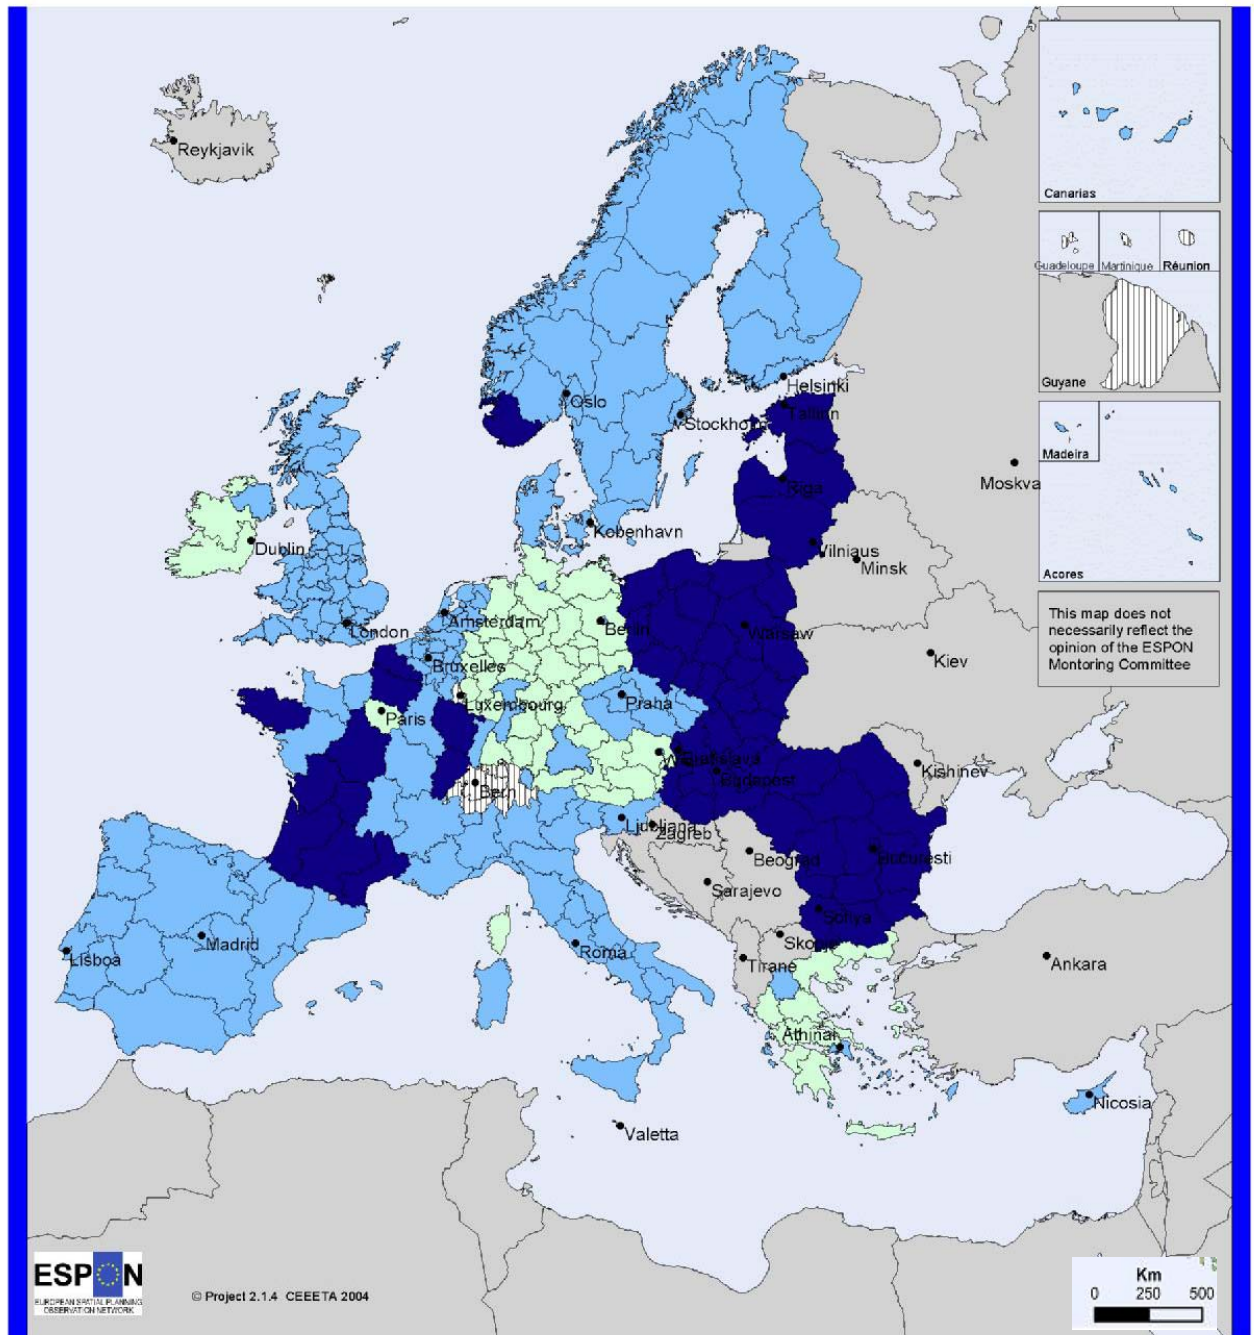 Reykjavik
Canarias
Guadeloupe
Martinique
Réunion
Guyane
Helsinki
Oslo
Tallinn
Stockholm
Madeira
Moskva
Riga
Kobenhavn
Dublin
Vilniaus
Minsk
Acores
This map does not
necessarily reflect the
opinion of the ESPON
Montoring Committee
London
Amsterdam
Berlin
Warsaw
Kiev
Bruxelles
Luxembourg
Praha
Paris
Budapest
Kishinev
Bern
Ljubljana
Zagreb
Beograd
Bucuresti
Sarajevo
Sofiya
Lisboa
Madrid
Roma
Skopje
Tirane
Ankara
Athinai
Nicosia
Valetta
ESPON
EUROPEAN SPATIAL PLANNING
OBSERVATION NETWORK
© Project 2.1.4 CEEETA 2004
Km
0 250 500